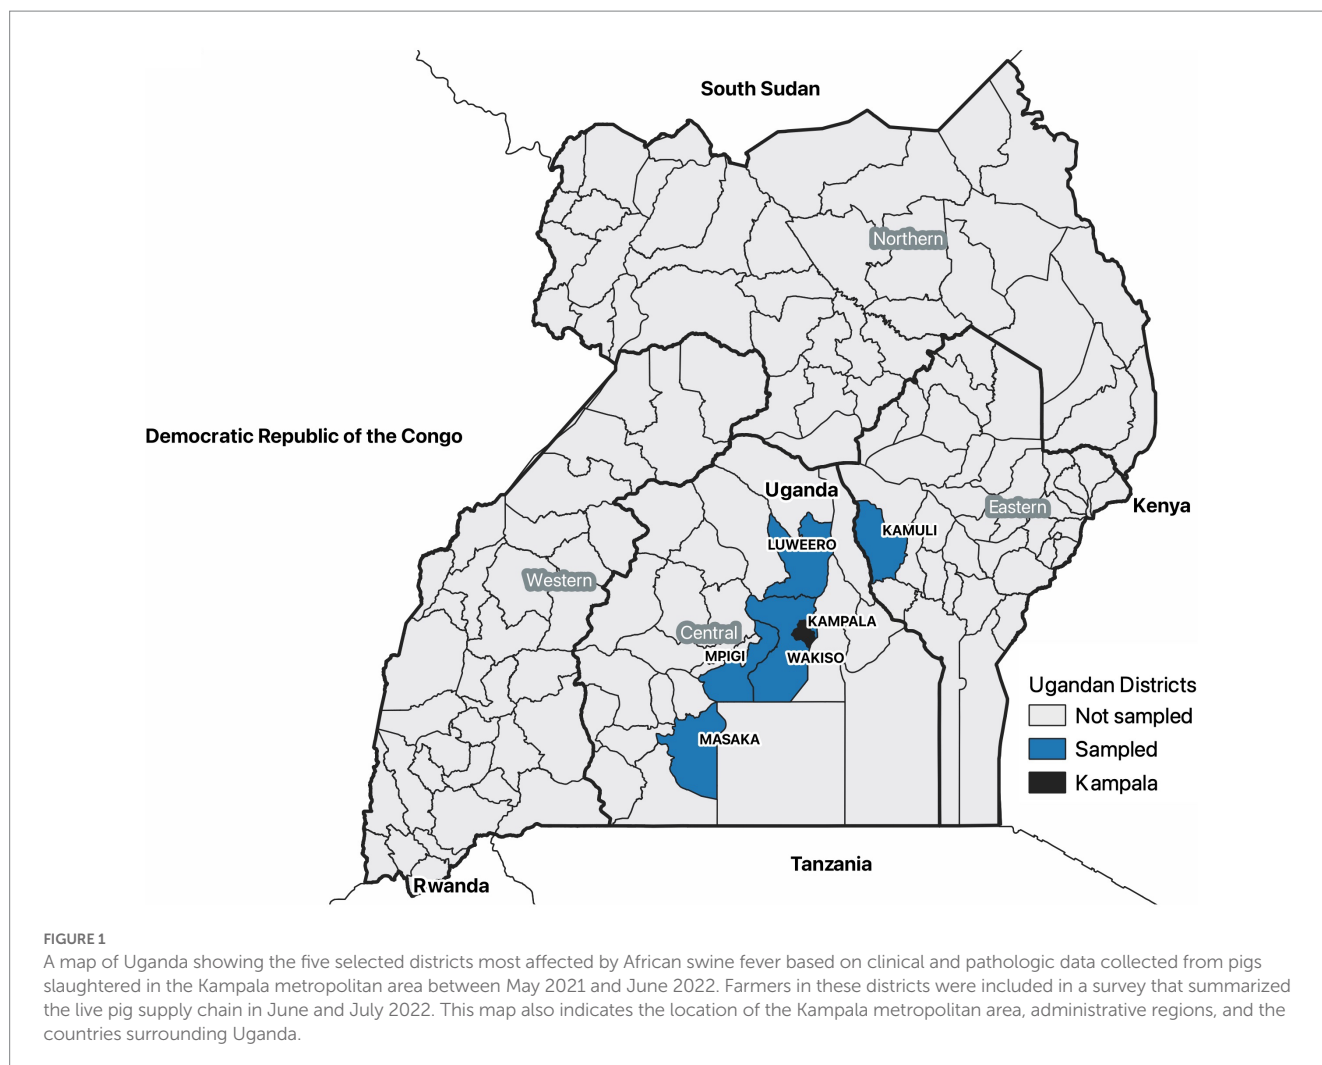 South Sudan
Northern
Democratic Republic of the Congo
Uganda
Eastern
Kenya
KAMULI
LUWEERO
Western
KAMPALA
Central
MPIGI
WAKISO
Ugandan Districts
Not sampled
MASAKA
Sampled
Kampala
Tanzania
Rwanda
FIGURE 1
A map of Uganda showing the five selected districts most affected by African swine fever based on clinical and pathologic data collected from pigs
slaughtered in the Kampala metropolitan area between May 2021 and June 2022. Farmers in these districts were included in a survey that summarized
the live pig supply chain in June and July 2022. This map also indicates the location of the Kampala metropolitan area, administrative regions, and the
countries surrounding Uganda.